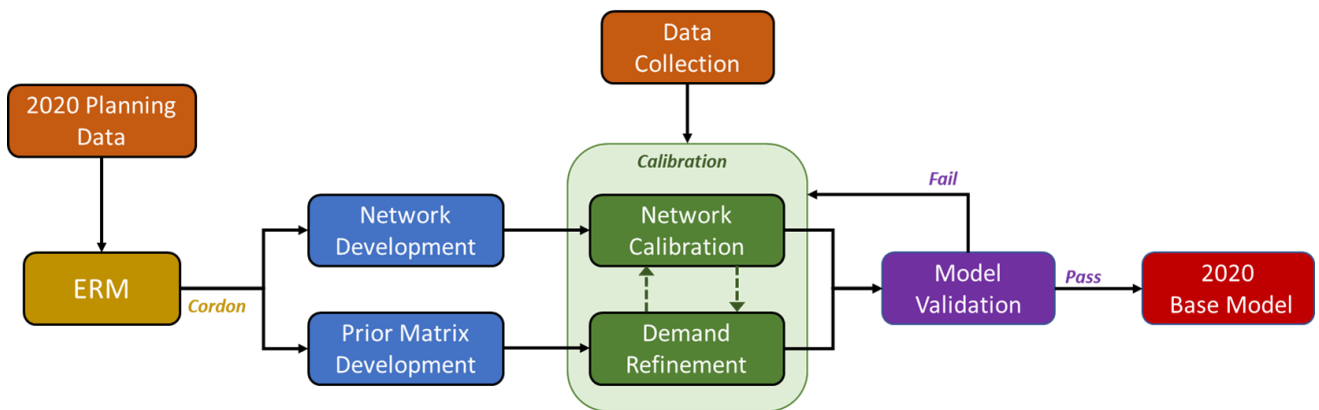 Data
Collection
2020 Planning
Data
Calibration
Fail
Network
Development
Network
Calibration
ERM
Cordon
Model
Validation
Pass
2020
Base Model
Prior Matrix
Development
Demand
Refinement